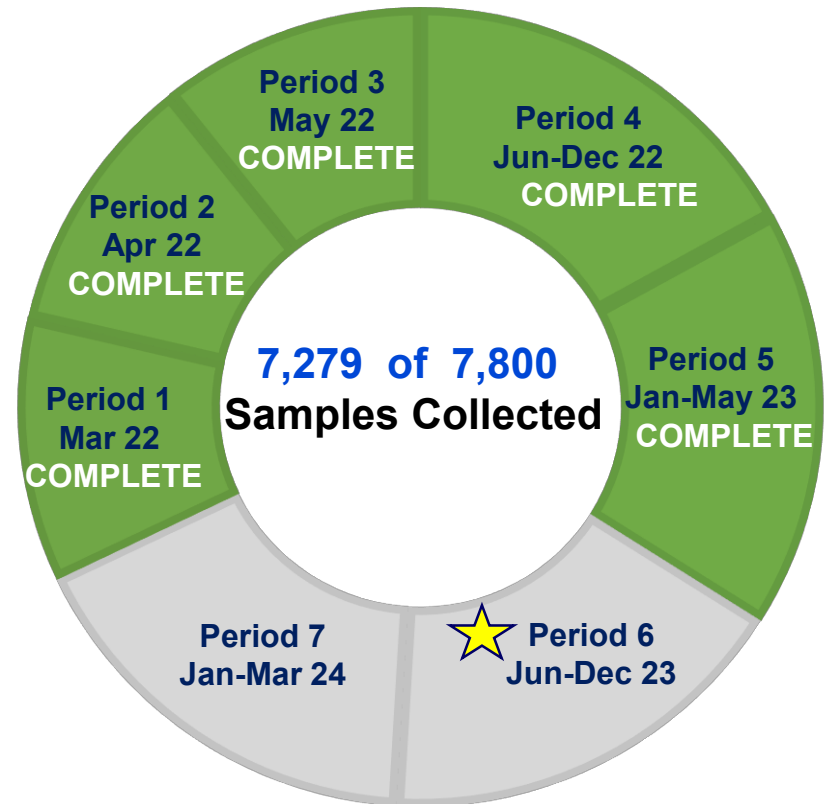 Period 1
Mar 22
COMPLETE
Period 2
Apr 22
COMPLETE
Period 3
May 22
COMPLETE
Period 4
Jun-Dec 22
COMPLETE
Period 5
Jan-May 23
COMPLETE
Period 6
Jun-Dec 23
Period 7
Jan-Mar 24
7,279 of 7,800
Samples Collected